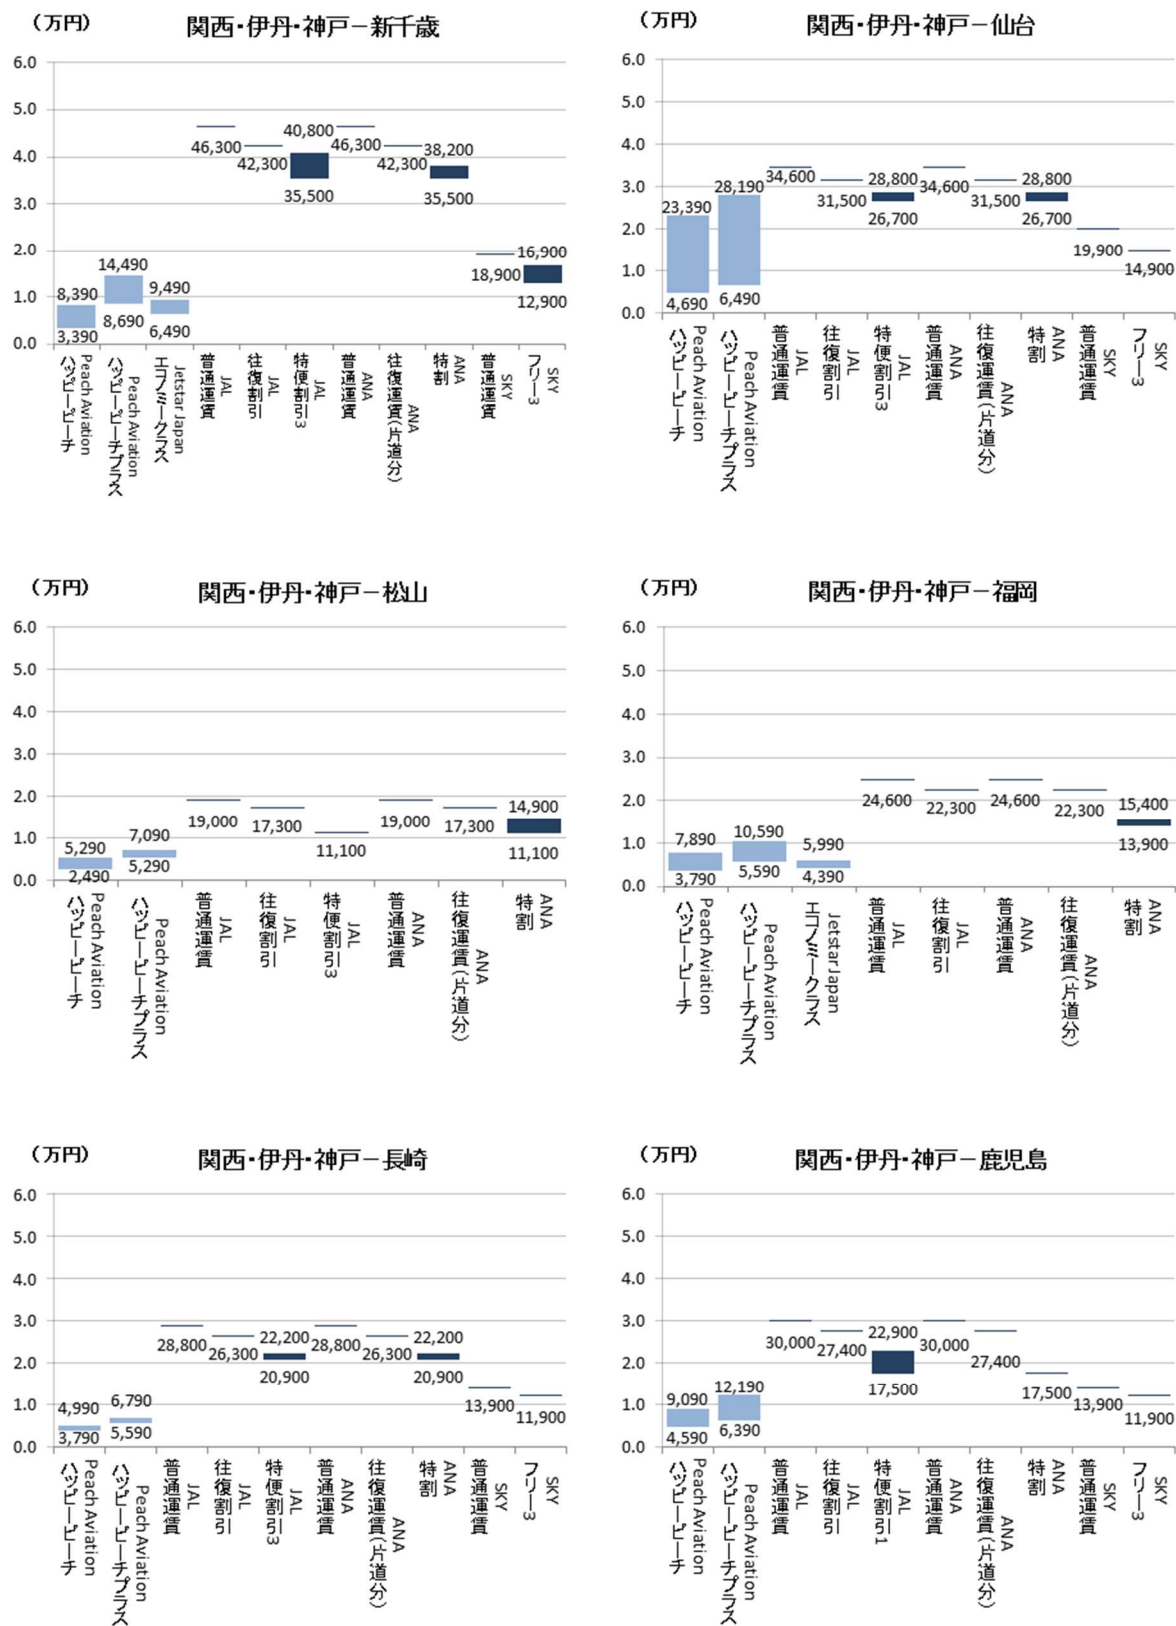 (万円)
関西・伊丹・神戸－新千歳
6.0
5.0
4.0
3.0
2.0
1.0
0.0
8,390
3,390
14,490
8,690
9,490
6,490
46,300
42,300
40,800
35,500
46,300
42,300
38,200
35,500
18,900
16,900
12,900
Peach Aviation
ハッピーピーチ
Peach Aviation
ハッピーピーチプラス
Jetstar Japan
エコノミークラス
JAL
普通運賃
JAL
往復割引
JAL
特便割引3
ANA
普通運賃
ANA
往復運賃(片道分)
ANA
特割
SKY
普通運賃
SKY
フリー3
(万円)
関西・伊丹・神戸－仙台
6.0
5.0
4.0
3.0
2.0
1.0
0.0
23,390
4,690
28,190
6,490
34,600
31,500
28,800
26,700
34,600
31,500
28,800
26,700
19,900
14,900
Peach Aviation
ハッピーピーチ
Peach Aviation
ハッピーピーチプラス
JAL
普通運賃
JAL
往復割引
JAL
特便割引3
ANA
普通運賃
ANA
往復運賃(片道分)
ANA
特割
SKY
普通運賃
SKY
フリー3
(万円)
関西・伊丹・神戸－松山
6.0
5.0
4.0
3.0
2.0
1.0
0.0
5,290
2,490
7,090
5,290
19,000
17,300
11,100
19,000
17,300
14,900
11,100
Peach Aviation
ハッピーピーチ
Peach Aviation
ハッピーピーチプラス
JAL
普通運賃
JAL
往復割引
JAL
特便割引3
ANA
普通運賃
ANA
往復運賃(片道分)
ANA
特割
(万円)
関西・伊丹・神戸－福岡
6.0
5.0
4.0
3.0
2.0
1.0
0.0
7,890
3,790
10,590
5,590
5,990
4,390
24,600
22,300
24,600
22,300
15,400
13,900
Peach Aviation
ハッピーピーチ
Peach Aviation
ハッピーピーチプラス
Jetstar Japan
エコノミークラス
JAL
普通運賃
JAL
往復割引
ANA
普通運賃
ANA
往復運賃(片道分)
ANA
特割
(万円)
関西・伊丹・神戸－長崎
6.0
5.0
4.0
3.0
2.0
1.0
0.0
4,990
3,790
6,790
5,590
28,800
26,300
22,200
20,900
28,800
26,300
22,200
20,900
13,900
11,900
Peach Aviation
ハッピーピーチ
Peach Aviation
ハッピーピーチプラス
JAL
普通運賃
JAL
往復割引
JAL
特便割引3
ANA
普通運賃
ANA
往復運賃(片道分)
ANA
特割
SKY
普通運賃
SKY
フリー3
(万円)
関西・伊丹・神戸－鹿児島
6.0
5.0
4.0
3.0
2.0
1.0
0.0
9,090
4,590
12,190
6,390
30,000
27,400
22,900
17,500
30,000
27,400
17,500
13,900
11,900
Peach Aviation
ハッピーピーチ
Peach Aviation
ハッピーピーチプラス
JAL
普通運賃
JAL
往復割引
JAL
特便割引1
ANA
普通運賃
ANA
往復運賃(片道分)
ANA
特割
SKY
普通運賃
SKY
フリー3